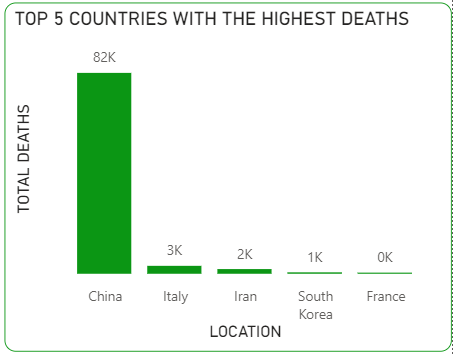 TOP 5 COUNTRIES WITH THE HIGHEST DEATHS
TOTAL DEATHS
82K
3K
2K
1K
0K
China
Italy
Iran
South
Korea
France
LOCATION